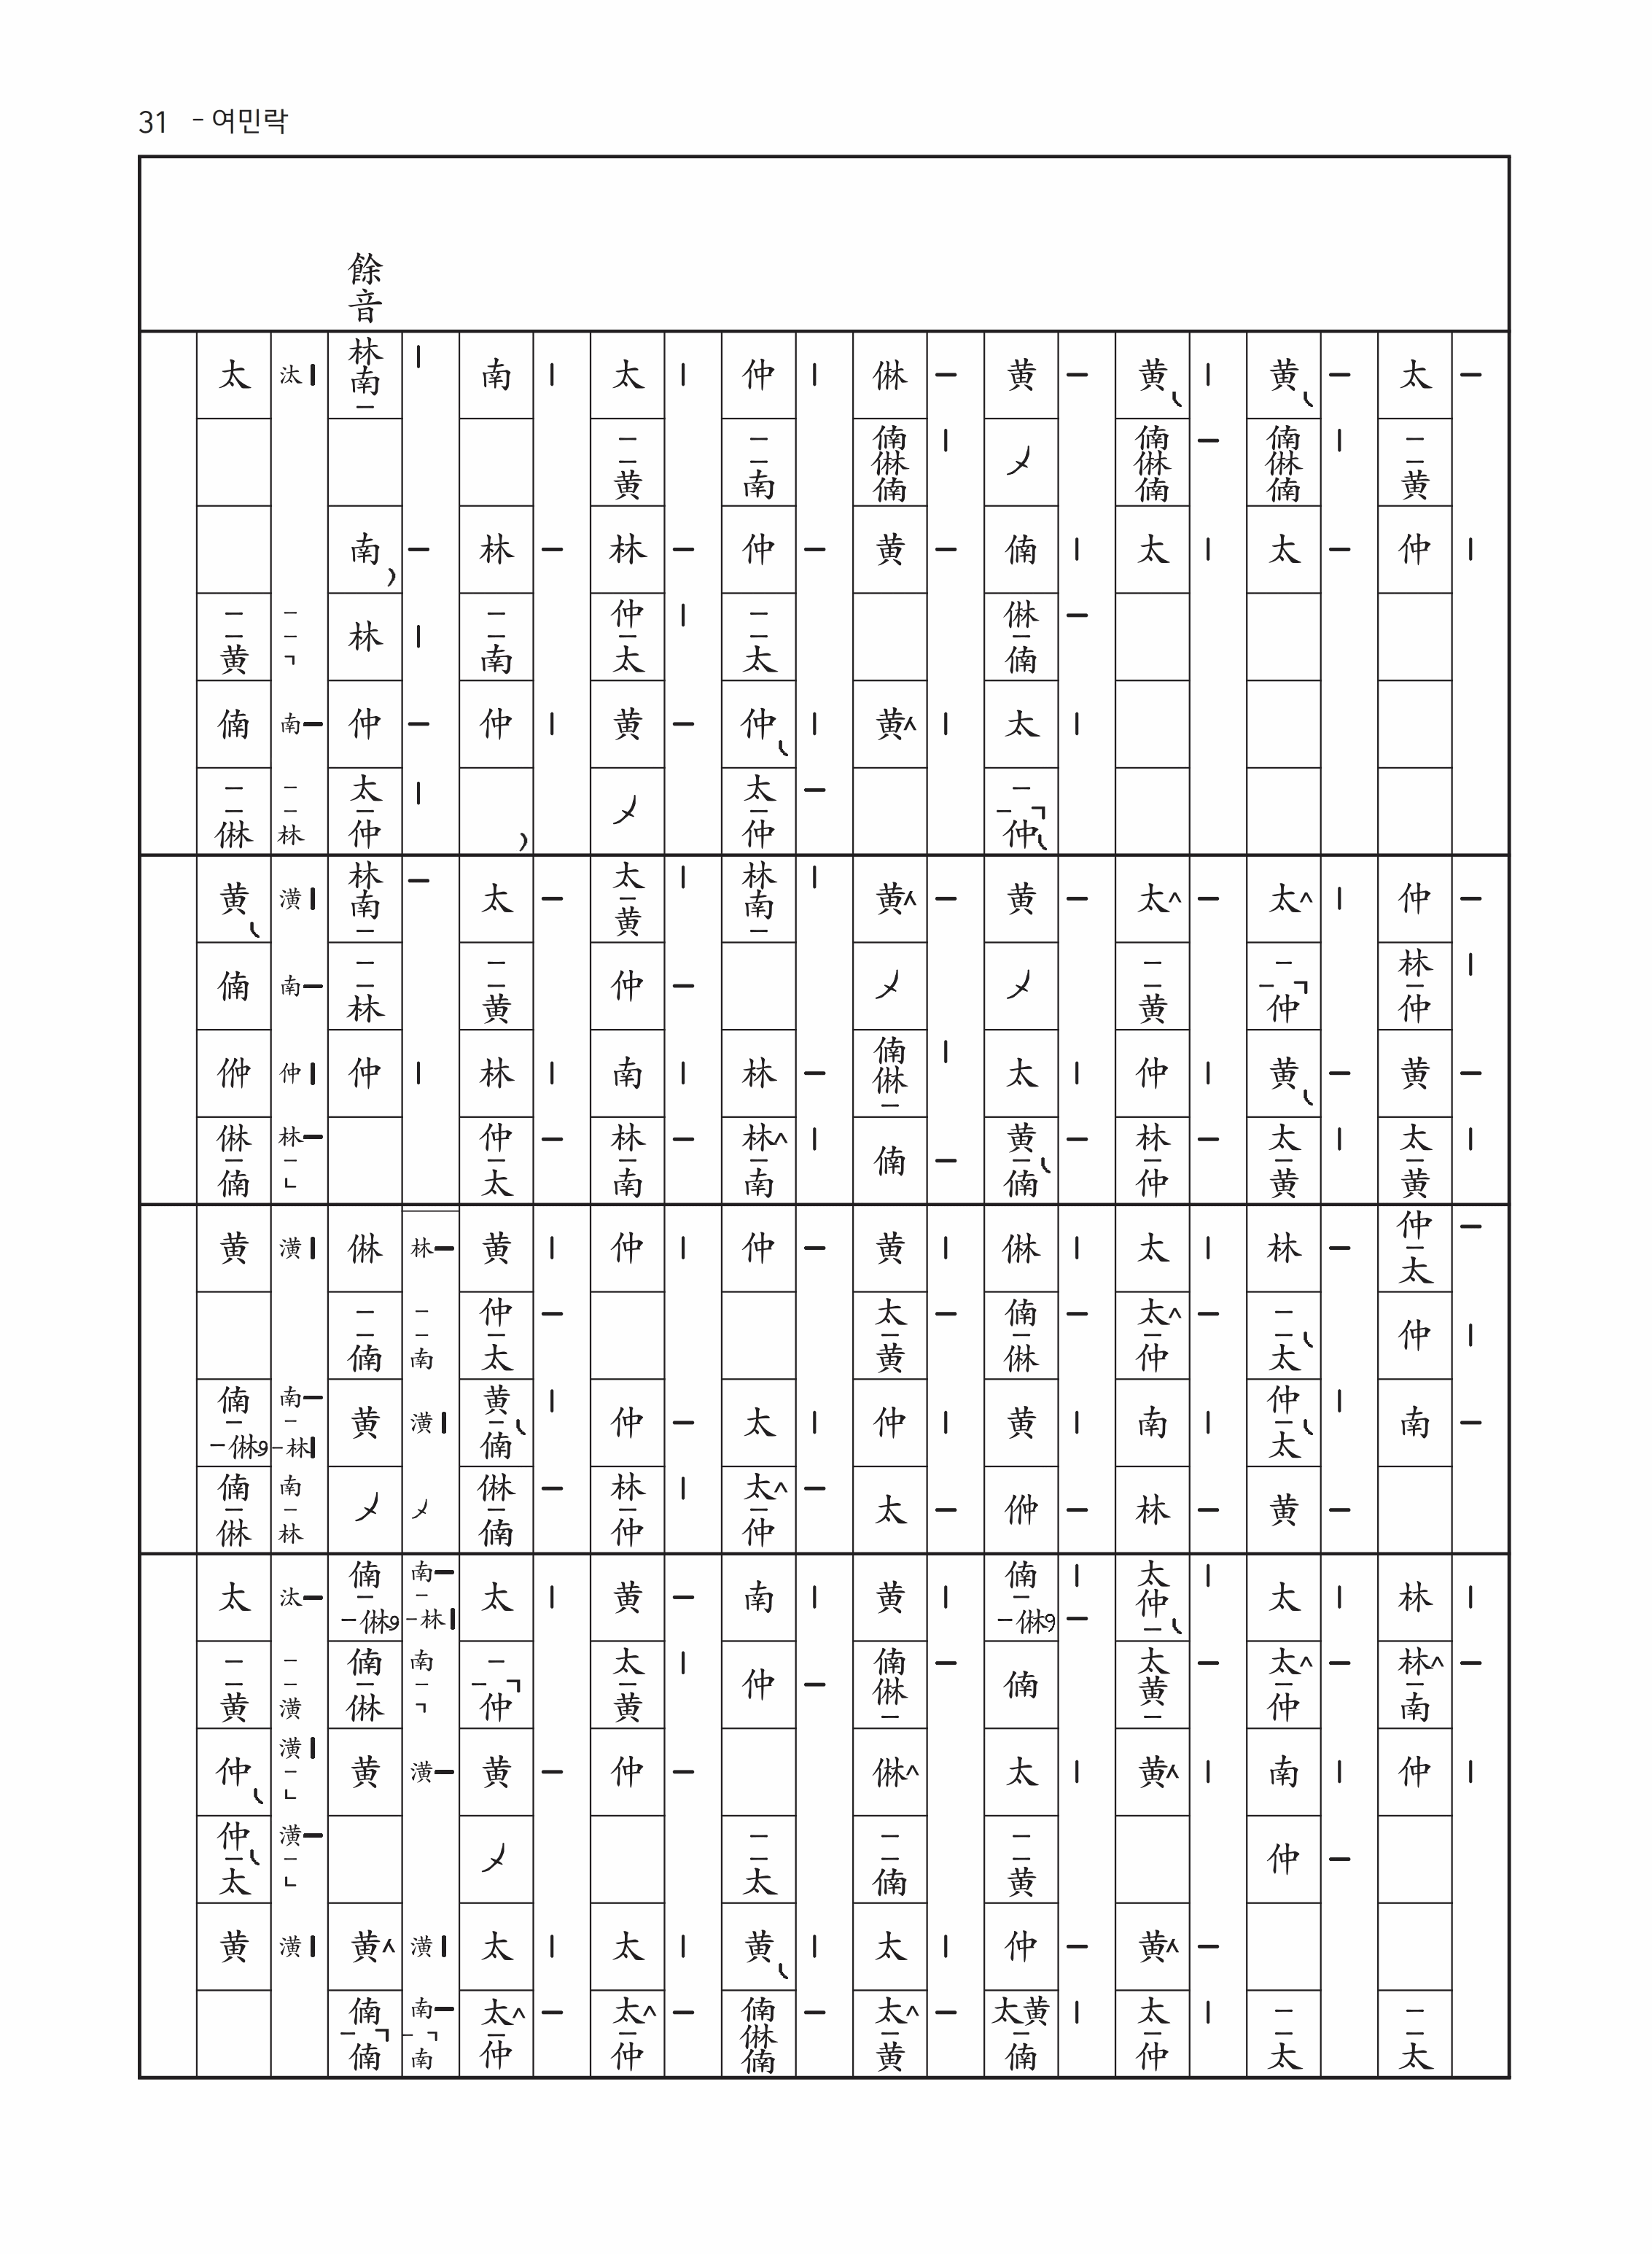 31 - 여민락
太 - - 黄 仲 仲 林 - 仲 黄 太 - 黄 仲 - 太 仲 南 林 林 - 南 仲 - - 太
黄 㑲 㑣 㑲 太 太 - - ㄱ 仲 黄 太 - 黄 林 - - 太 仲 - 太 黄 太 太 - 仲 南 仲 - - 太
黄 㑲 㑣 㑲 太 太 - - 黄 仲 林 - 仲 太 太 - 仲 南 林 太 仲 - 太 黄 - 黄 黄 太 - 仲
黄 㑲 㑣 - 㑲 太 - - ㄱ 仲 黄 太 黄 - 㑲 㑣 㑲 - 㑣 黄 㑖 㑲 - - 㑣 㑲 太 - - 黄 仲 太黄 - 㑲
㑣 㑲 㑣 㑲 黄 黄 黄 㑲 㑣 - 㑲 黄 太 - 黄 仲 太 黄 㑲 㑣 - 㑣 - - 㑲 太 太 - 黄
仲 - - 南 仲 - - 太 仲 太 - 仲 林 南 - 林 林 - 南 仲 太 太 - 仲 南 仲 - - 太 黄 㑲 㑣 㑲
太 - - 黄 林 仲 - 太 黄 太 - 黄 仲 南 林 - 南 仲 仲 林 - 仲 黄 太 - 黄 仲 太 太 - 仲
南 林 - - 南 仲 太 - - 黄 林 仲 - 太 黄 仲 - 太 黄 - 㑲 㑣 - 㑲 太 - - ㄱ 仲 黄 太 太 - 仲
餘音
林 南 - 南 林 仲 太 - 仲 林 南 - - - 林 仲 㑣 - - 㑲 黄 㑲 - - 㑣 㑲 - 㑣 黄 黄 㑲 - ㄱ 㑲
林 - - 南 潢 南 - - 林 南 - ㄱ 潢 潢 南 - ㄱ 南
太 - - 黄 㑲 - - 㑣 黄 㑲 㑖 㑣 - 㑲 黄 㑲 - - 㑣 㑲 - 㑣 太 - - 黄 仲 仲 - 太 黄
汰 - - ㄱ 南 - - 林 潢 南 仲 林 - ㄴ 潢 南 - - 林 南 - 林 汰 - - 潢 潢 - ㄴ 潢 - ㄴ 潢